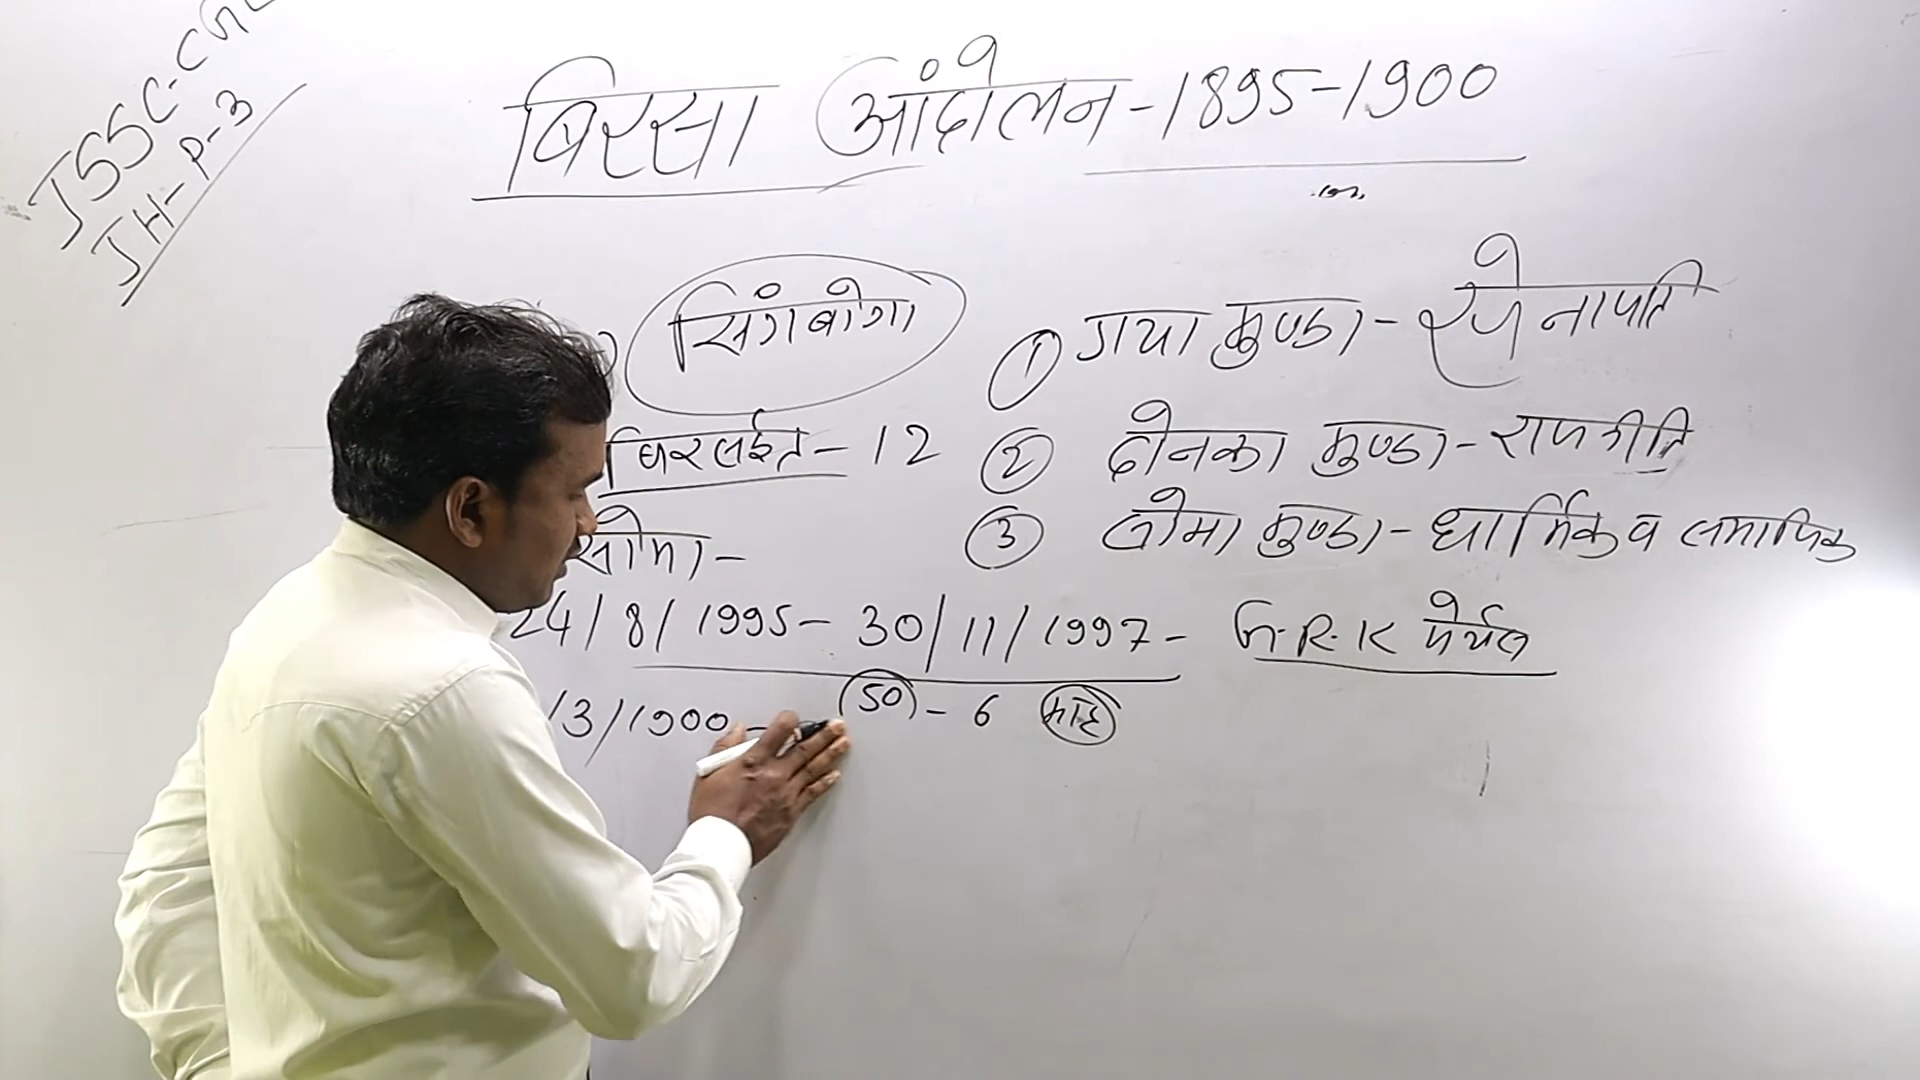 JSSC-CGL
JH-P-3
बिरसा आंदोलन-1895-1900
सिंगबोंगा
बिरसाईत-12
सोमा-
① गया मुण्डा-सेनापति
② दोनका मुण्डा-राजनीति
③ सोमा मुण्डा-धार्मिक व समाजिक
24/8/1995-30/11/1997- G.R.K
/3/1900- 50-6 माह